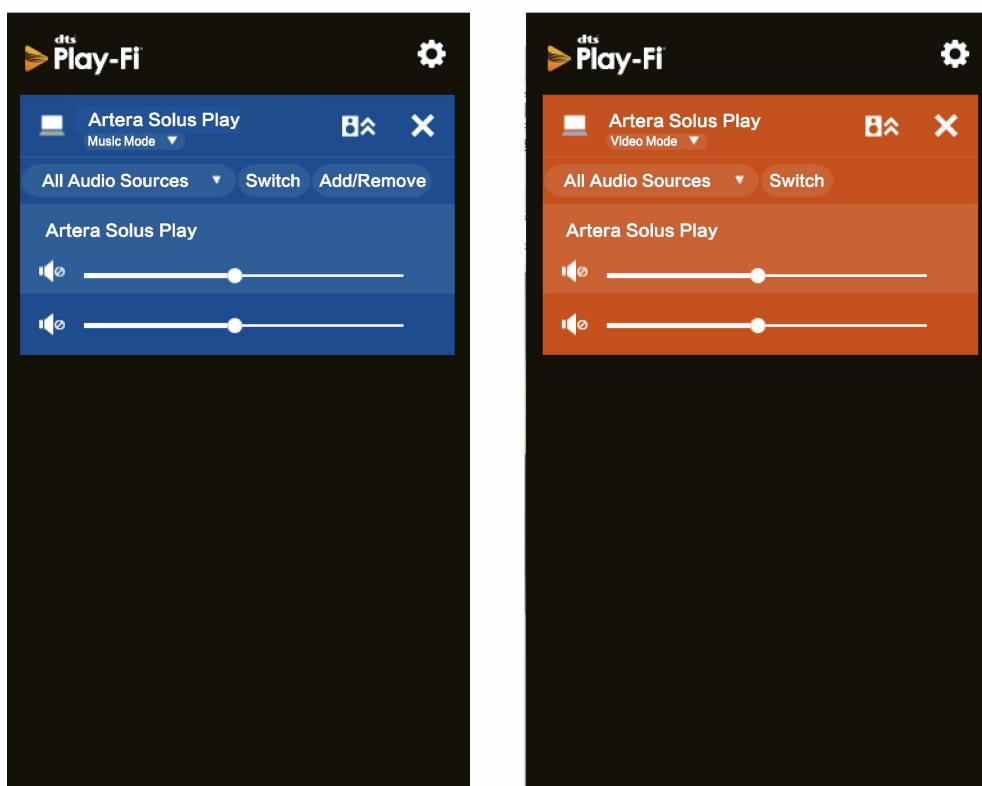 dts
Play-Fi
Artera Solus Play
Music Mode
All Audio Sources Switch Add/Remove
Artera Solus Play
dts
Play-Fi
Artera Solus Play
Video Mode
All Audio Sources Switch
Artera Solus Play